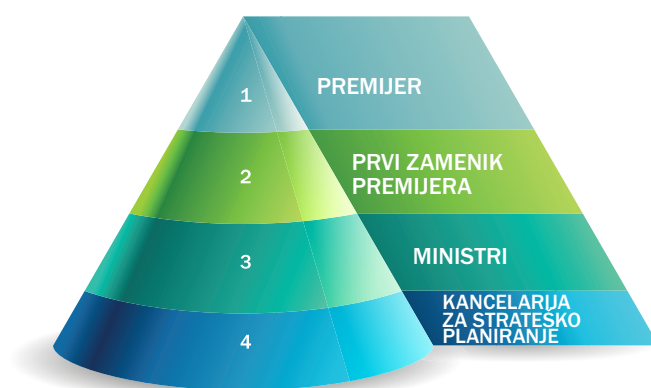 1
PREMIJER
2
PRVI ZAMENIK
PREMIJERA
3
MINISTRI
4
KANCELARIJA
ZA STRATEŠKO
PLANIRANJE